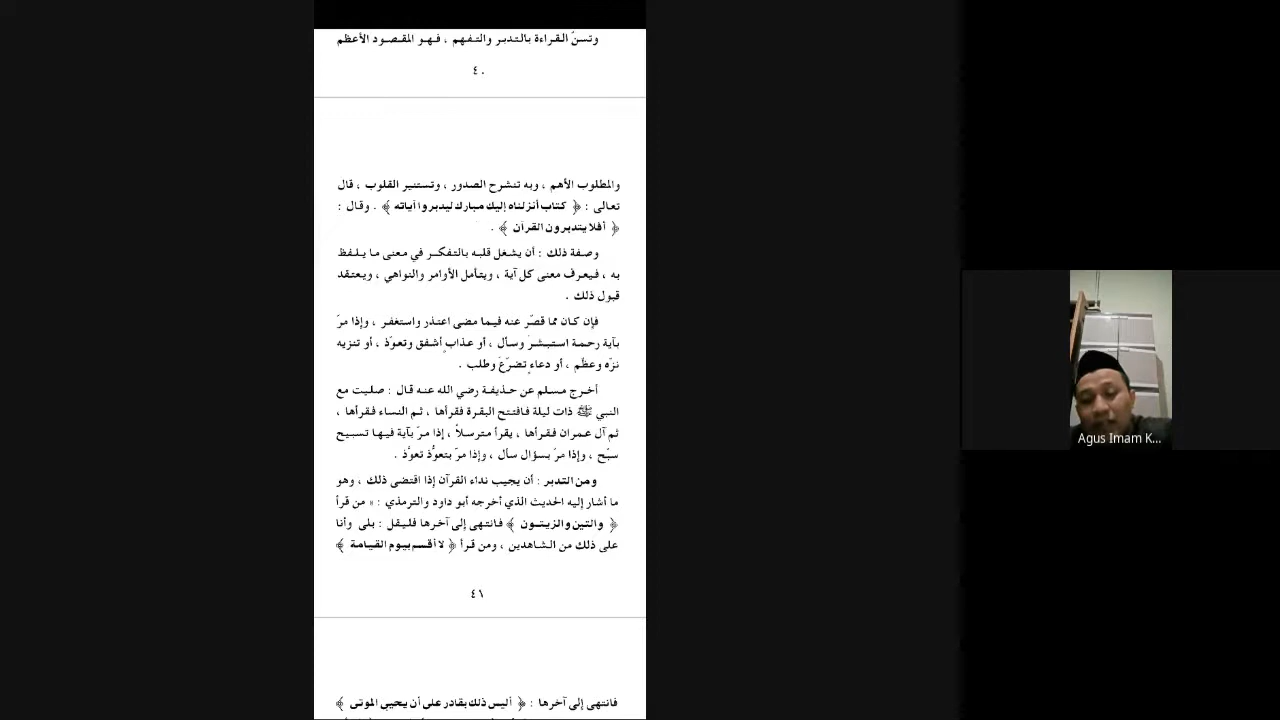 وتسنّ القراءة بالتدبر والتفهم ، فهو المقصود الأعظم
٤٠
والمطلوب الأهم ، وبه تنشرح الصدور ، وتستنير القلوب ، قال
تعالى : ﴿ كتاب أنزلناه إليك مبارك ليدبروا آياته ﴾ . وقال :
﴿ أفلا يتدبرون القرآن ﴾ .
وصفة ذلك : أن يشغل قلبه بالتفكر في معنى ما يلفظ
به ، فيعرف معنى كل آية ، ويتأمل الأوامر والنواهي ، ويعتقد
قبول ذلك .
فإن كان مما قصّر عنه فيما مضى اعتذر واستغفر ، وإذا مرّ
بآية رحمة استبشر وسأل ، أو عذابٍ أشفق وتعوّذ ، أو تنزيه
نزّه وعظّم ، أو دعاءٍ تضرّعَ وطلب .
أخرج مسلم عن حذيفة رضي الله عنه قال : صليت مع
النبي ﷺ ذات ليلة فافتتح البقرة فقرأها ، ثم النساء فقرأها ،
ثم آل عمران فقرأها ، يقرأ مترسلاً ، إذا مرّ بآية فيها تسبيح
سبّح ، وإذا مرّ بسؤال سأل ، وإذا مرّ بتعوُّذ تعوَّذ .
ومن التدبر : أن يجيب نداء القرآن إذا اقتضى ذلك ، وهو
ما أشار إليه الحديث الذي أخرجه أبو داود والترمذي : « من قرأ
﴿ والتين والزيتون ﴾ فانتهى إلى آخرها فليقل : بلى وأنا
على ذلك من الشاهدين ، ومن قرأ ﴿ لا أقسم بيوم القيامة ﴾
٤١
فانتهى إلى آخرها : ﴿ أليس ذلك بقادر على أن يحيي الموتى ﴾
Agus Imam K...